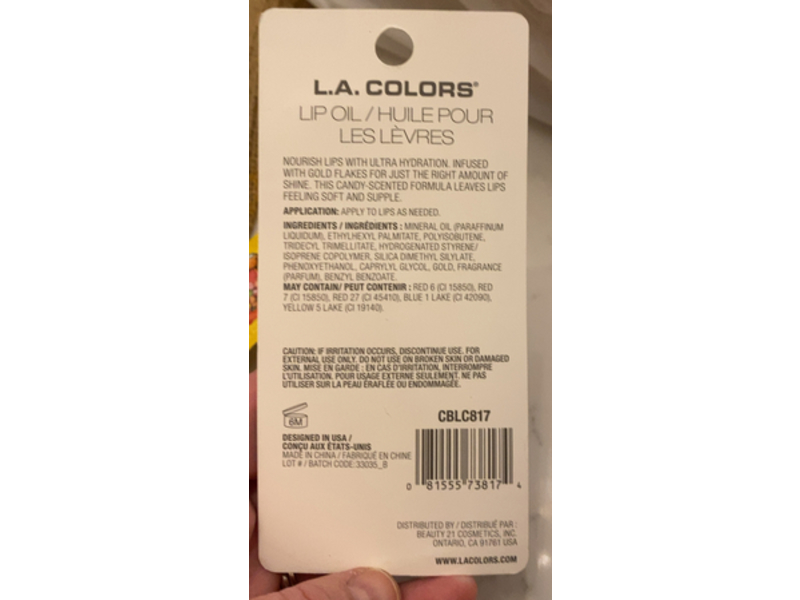 L.A. COLORS®
LIP OIL / HUILE POUR
LES LÈVRES
NOURISH LIPS WITH ULTRA HYDRATION. INFUSED
WITH GOLD FLAKES FOR JUST THE RIGHT AMOUNT OF
SHINE. THIS CANDY-SCENTED FORMULA LEAVES LIPS
FEELING SOFT AND SUPPLE.
APPLICATION: APPLY TO LIPS AS NEEDED.
INGREDIENTS / INGRÉDIENTS : MINERAL OIL (PARAFFINUM
LIQUIDUM), ETHYLHEXYL PALMITATE, POLYISOBUTENE,
TRIDECYL TRIMELLITATE, HYDROGENATED STYRENE/
ISOPRENE COPOLYMER, SILICA DIMETHYL SILYLATE,
PHENOXYETHANOL, CAPRYLYL GLYCOL, GOLD, FRAGRANCE
(PARFUM), BENZYL BENZOATE.
MAY CONTAIN/ PEUT CONTENIR : RED 6 (CI 15850), RED
7 (CI 15850), RED 27 (CI 45410), BLUE 1 LAKE (CI 42090),
YELLOW 5 LAKE (CI 19140).
CAUTION: IF IRRITATION OCCURS, DISCONTINUE USE. FOR
EXTERNAL USE ONLY. DO NOT USE ON BROKEN SKIN OR DAMAGED
SKIN. MISE EN GARDE : EN CAS D'IRRITATION, INTERROMPRE
L'UTILISATION. POUR USAGE EXTERNE SEULEMENT. NE PAS
UTILISER SUR LA PEAU ÉRAFLÉE OU ENDOMMAGÉE.
6M
CBLC817
DESIGNED IN USA /
CONÇU AUX ÉTATS-UNIS
MADE IN CHINA / FABRIQUÉ EN CHINE
LOT # / BATCH CODE: 33035_B
0 81555 73817 4
DISTRIBUTED BY / DISTRIBUÉ PAR :
BEAUTY 21 COSMETICS, INC.
ONTARIO, CA 91761 USA
WWW.LACOLORS.COM